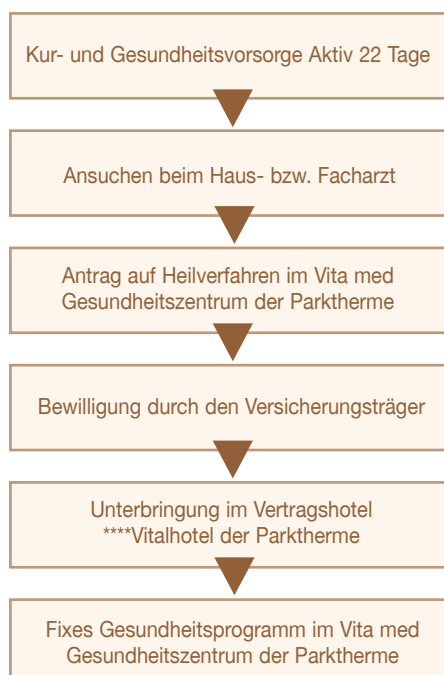 Kur- und Gesundheitsvorsorge Aktiv 22 Tage
Ansuchen beim Haus- bzw. Facharzt
Antrag auf Heilverfahren im Vita med
Gesundheitszentrum der Parktherme
Bewilligung durch den Versicherungsträger
Unterbringung im Vertragshotel
****Vitalhotel der Parktherme
Fixes Gesundheitsprogramm im Vita med
Gesundheitszentrum der Parktherme